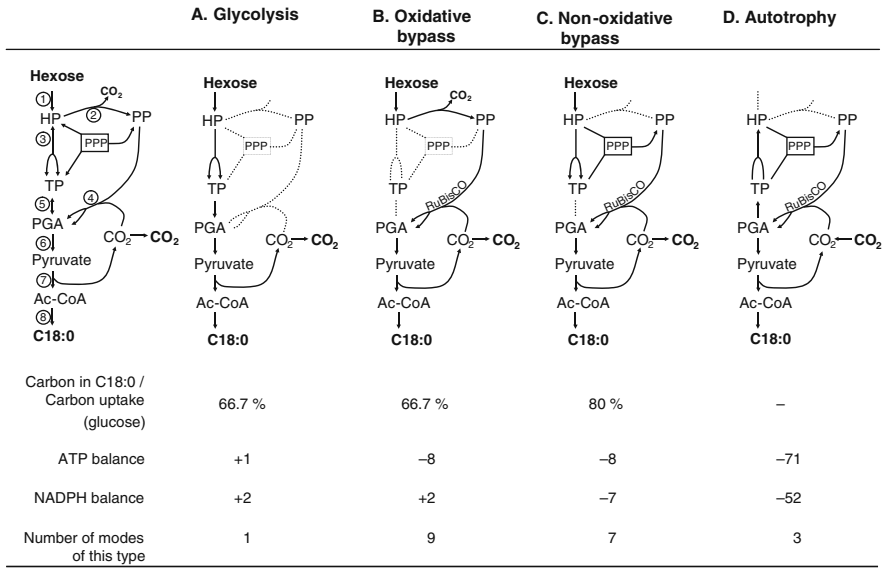 A. Glycolysis
B. Oxidative
bypass
C. Non-oxidative
bypass
D. Autotrophy
Hexose
1
CO2
HP
2
PP
3
PPP
TP
4
5
PGA
6
CO2 CO2
Pyruvate
7
Ac-CoA
8
C18:0
Hexose
HP
PP
PPP
TP
PGA
CO2 CO2
Pyruvate
Ac-CoA
C18:0
Hexose
CO2
HP
PP
PPP
TP
RuBisCO
PGA
CO2 CO2
Pyruvate
Ac-CoA
C18:0
Hexose
HP
PP
PPP
TP
RuBisCO
PGA
CO2 CO2
Pyruvate
Ac-CoA
C18:0
HP
PP
PPP
TP
RuBisCO
PGA
CO2 CO2
Pyruvate
Ac-CoA
C18:0
Carbon in C18:0 /
Carbon uptake
(glucose)
66.7 % 66.7 % 80 % –
ATP balance +1 –8 –8 –71
NADPH balance +2 +2 –7 –52
Number of modes
of this type
1 9 7 3